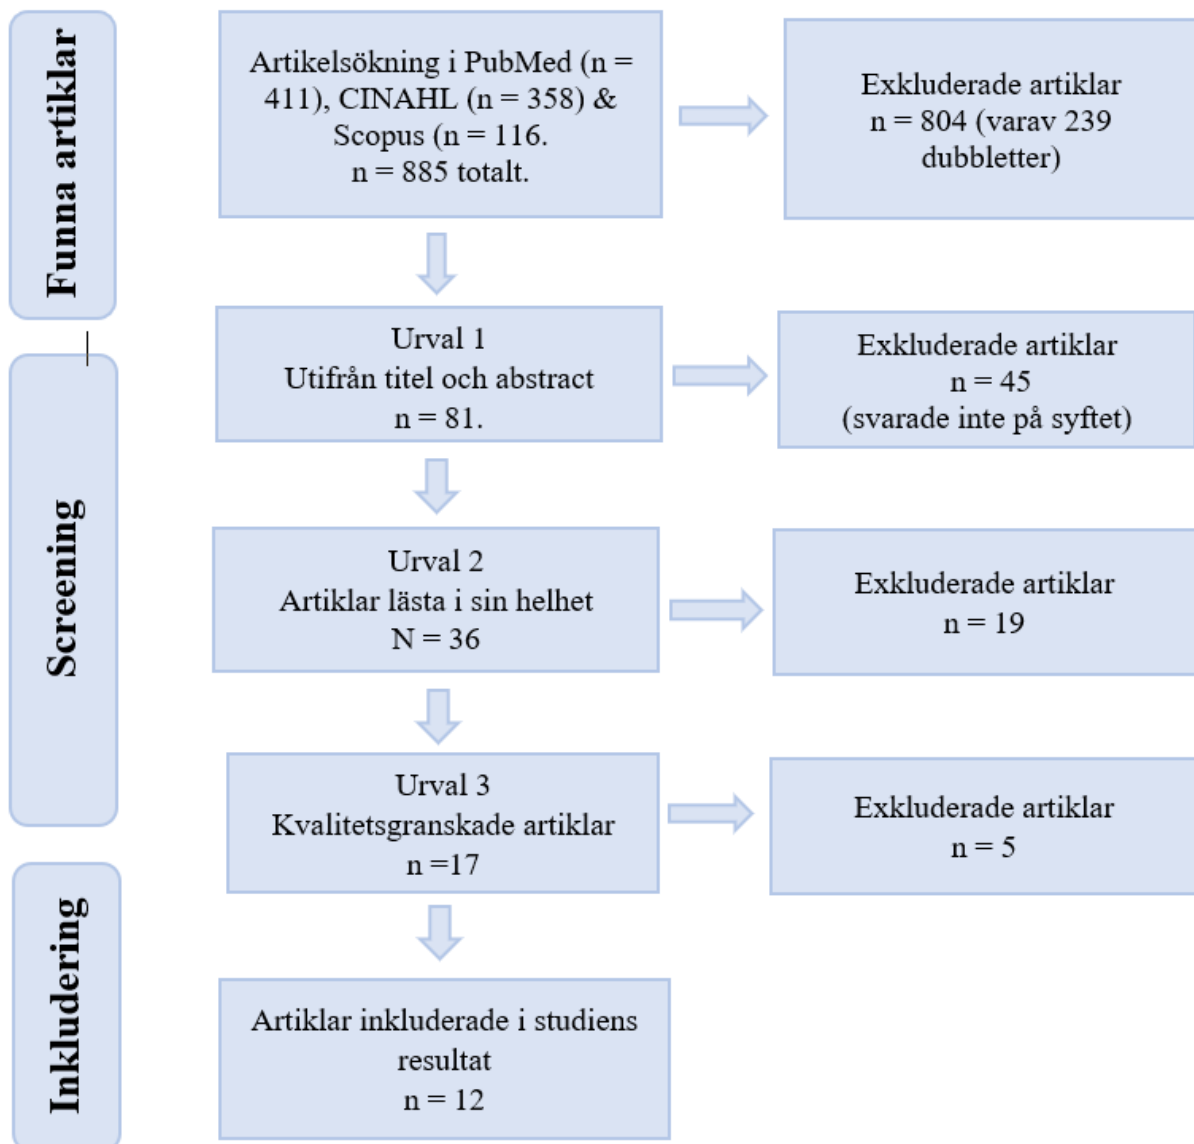 Funna artiklar
Artikelsökning i PubMed (n =
411), CINAHL (n = 358) &
Scopus (n = 116.
n = 885 totalt.
Exkluderade artiklar
n = 804 (varav 239
dubbletter)
Screening
Urval 1
Utifrån titel och abstract
n = 81.
Exkluderade artiklar
n = 45
(svarade inte på syftet)
Urval 2
Artiklar lästa i sin helhet
N = 36
Exkluderade artiklar
n = 19
Urval 3
Kvalitetsgranskade artiklar
n =17
Exkluderade artiklar
n = 5
Inkludering
Artiklar inkluderade i studiens
resultat
n = 12